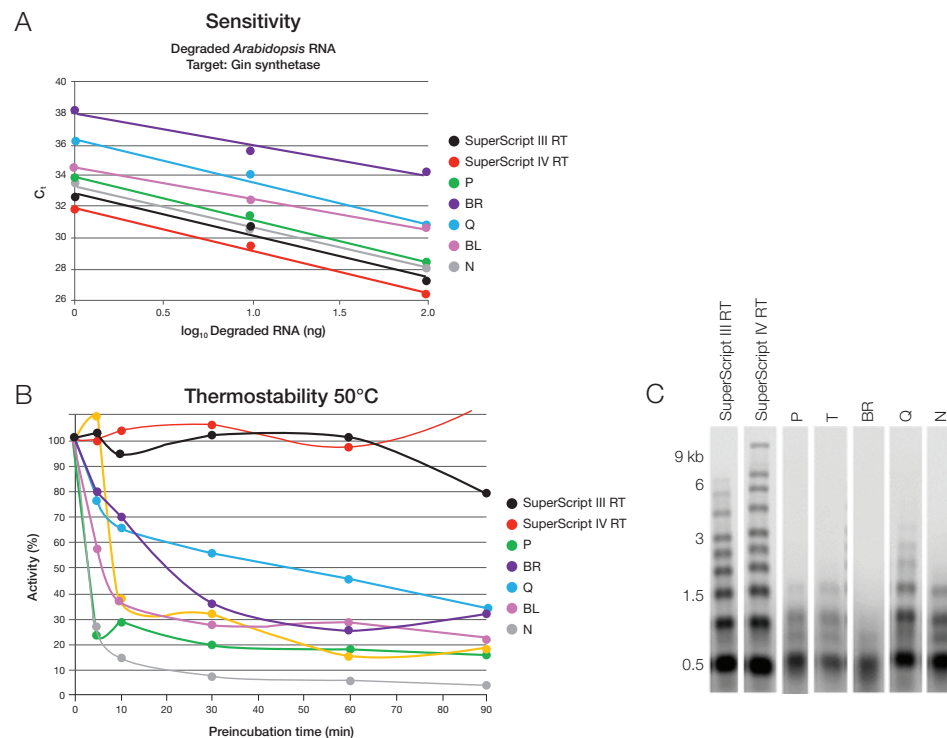 A
Sensitivity
Degraded Arabidopsis RNA
Target: Gin synthetase
40
38
36
34
32
30
28
26
Ct
0
0.5
1.0
1.5
2.0
log10 Degraded RNA (ng)
SuperScript III RT
SuperScript IV RT
P
BR
Q
BL
N
B
Thermostability 50°C
100
90
80
70
60
50
40
30
20
10
0
Activity (%)
0
10
20
30
40
50
60
70
80
90
Preincubation time (min)
SuperScript III RT
SuperScript IV RT
P
BR
Q
BL
N
C
SuperScript III RT
SuperScript IV RT
P
T
BR
Q
N
9 kb
6
3
1.5
0.5